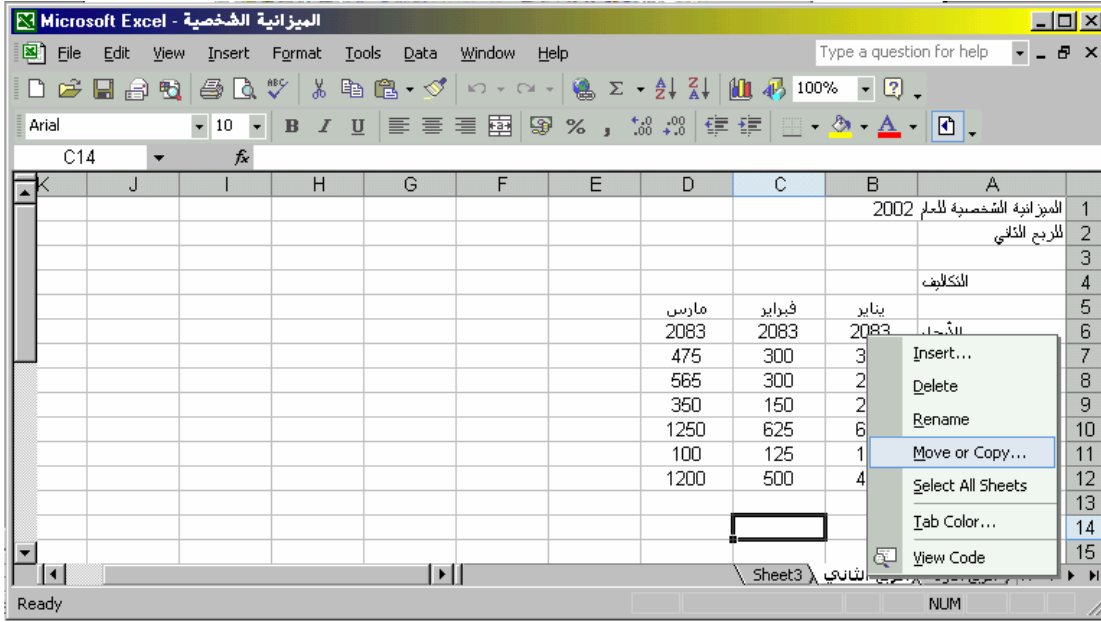 Microsoft Excel - الميزانية الشخصية
File Edit View Insert Format Tools Data Window Help Type a question for help
100%
Arial 10 B I U % ,
C14 fx
K J I H G F E D C B A
الميزانية الشخصية للعام 2002 1
للربع الثاني 2
3
التكاليف 4
يناير فبراير مارس 5
2083 2083 2083 6
475 300 7
565 300 8
350 150 9
1250 625 10
100 125 11
1200 500 12
13
14
15
Insert...
Delete
Rename
Move or Copy...
Select All Sheets
Tab Color...
View Code
Sheet3 الثاني
Ready NUM